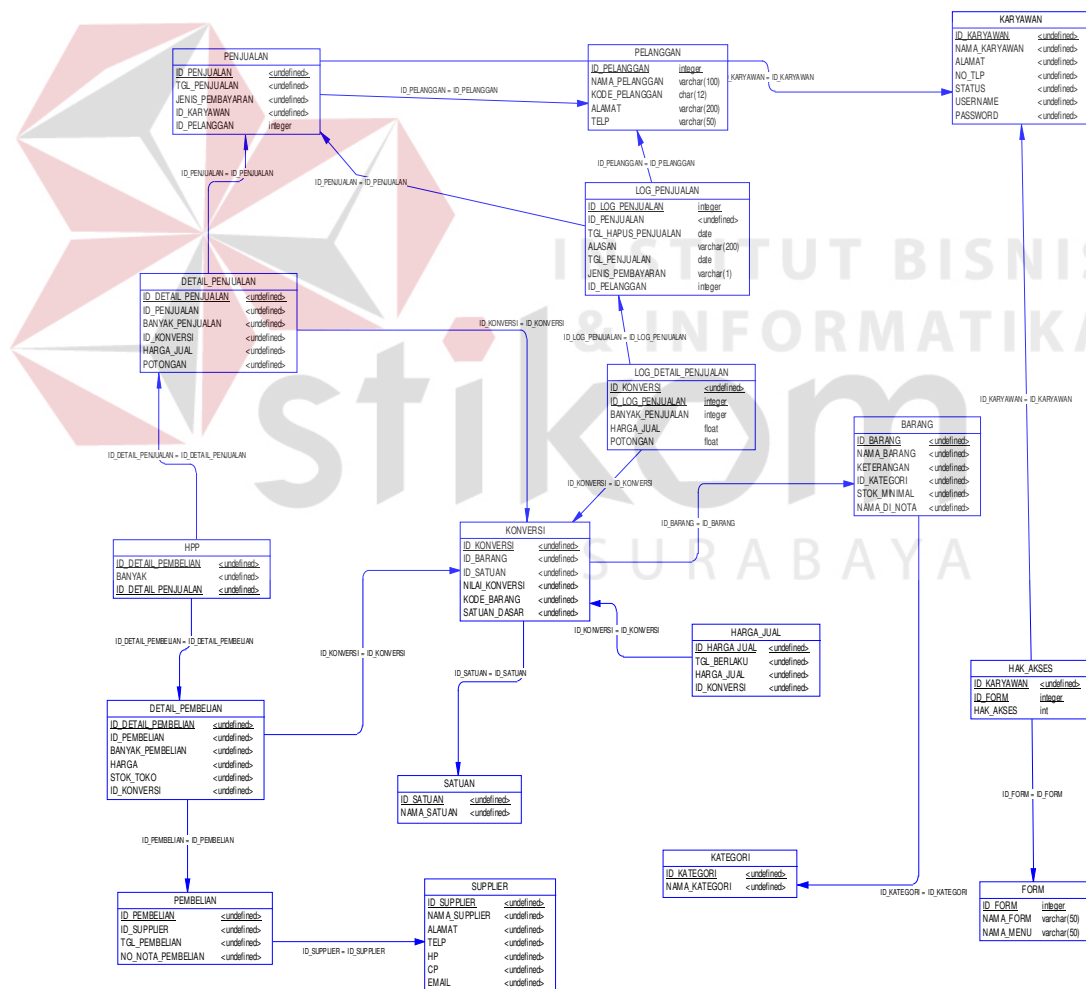 PENJUALAN
ID_PENJUALAN <undefined>
TGL_PENJUALAN <undefined>
JENIS_PEMBAYARAN <undefined>
ID_KARYAWAN <undefined>
ID_PELANGGAN integer
PELANGGAN
ID_PELANGGAN integer
NAMA_PELANGGAN varchar(100)
KODE_PELANGGAN char(12)
ALAMAT varchar(200)
TELP varchar(50)
KARYAWAN
ID_KARYAWAN <undefined>
NAMA_KARYAWAN <undefined>
ALAMAT <undefined>
NO_TLP <undefined>
STATUS <undefined>
USERNAME <undefined>
PASSWORD <undefined>
_KARYAWAN = ID_KARYAWAN
ID_PELANGGAN = ID_PELANGGAN
ID_PELANGGAN = ID_PELANGGAN
ID_PENJUALAN = ID_PENJUALAN
ID_PENJUALAN = ID_PENJUALAN
LOG_PENJUALAN
ID_LOG_PENJUALAN integer
ID_PENJUALAN <undefined>
TGL_HAPUS_PENJUALAN date
ALASAN varchar(200)
TGL_PENJUALAN date
JENIS_PEMBAYARAN varchar(1)
ID_PELANGGAN integer
INSTITUT BISNIS
& INFORMATIKA
stikom
SURABAYA
DETAIL_PENJUALAN
ID_DETAIL_PENJUALAN <undefined>
ID_PENJUALAN <undefined>
BANYAK_PENJUALAN <undefined>
ID_KONVERSI <undefined>
HARGA_JUAL <undefined>
POTONGAN <undefined>
ID_KONVERSI = ID_KONVERSI
ID_LOG_PENJUALAN = ID_LOG_PENJUALAN
LOG_DETAIL_PENJUALAN
ID_KONVERSI <undefined>
ID_LOG_PENJUALAN integer
BANYAK_PENJUALAN integer
HARGA_JUAL float
POTONGAN float
ID_KARYAWAN = ID_KARYAWAN
BARANG
ID_BARANG <undefined>
NAMA_BARANG <undefined>
KETERANGAN <undefined>
ID_KATEGORI <undefined>
STOK_MINIMAL <undefined>
NAMA_DI_NOTA <undefined>
ID_DETAIL_PENJUALAN = ID_DETAIL_PENJUALAN
ID_KONVERSI = ID_KONVERSI
ID_BARANG = ID_BARANG
KONVERSI
ID_KONVERSI <undefined>
ID_BARANG <undefined>
ID_SATUAN <undefined>
NILAI_KONVERSI <undefined>
KODE_BARANG <undefined>
SATUAN_DASAR <undefined>
HPP
ID_DETAIL_PEMBELIAN <undefined>
BANYAK <undefined>
ID_DETAIL_PENJUALAN <undefined>
ID_DETAIL_PEMBELIAN = ID_DETAIL_PEMBELIAN
ID_KONVERSI = ID_KONVERSI
ID_KONVERSI = ID_KONVERSI
ID_SATUAN = ID_SATUAN
HARGA_JUAL
ID_HARGA_JUAL <undefined>
TGL_BERLAKU <undefined>
HARGA_JUAL <undefined>
ID_KONVERSI <undefined>
HAK_AKSES
ID_KARYAWAN <undefined>
ID_FORM integer
HAK_AKSES int
DETAIL_PEMBELIAN
ID_DETAIL_PEMBELIAN <undefined>
ID_PEMBELIAN <undefined>
BANYAK_PEMBELIAN <undefined>
HARGA <undefined>
STOK_TOKO <undefined>
ID_KONVERSI <undefined>
SATUAN
ID_SATUAN <undefined>
NAMA_SATUAN <undefined>
ID_FORM = ID_FORM
ID_PEMBELIAN = ID_PEMBELIAN
KATEGORI
ID_KATEGORI <undefined>
NAMA_KATEGORI <undefined>
ID_KATEGORI = ID_KATEGORI
FORM
ID_FORM integer
NAMA_FORM varchar(50)
NAMA_MENU varchar(50)
PEMBELIAN
ID_PEMBELIAN <undefined>
ID_SUPPLIER <undefined>
TGL_PEMBELIAN <undefined>
NO_NOTA_PEMBELIAN <undefined>
ID_SUPPLIER = ID_SUPPLIER
SUPPLIER
ID_SUPPLIER <undefined>
NAMA_SUPPLIER <undefined>
ALAMAT <undefined>
TELP <undefined>
HP <undefined>
CP <undefined>
EMAIL <undefined>